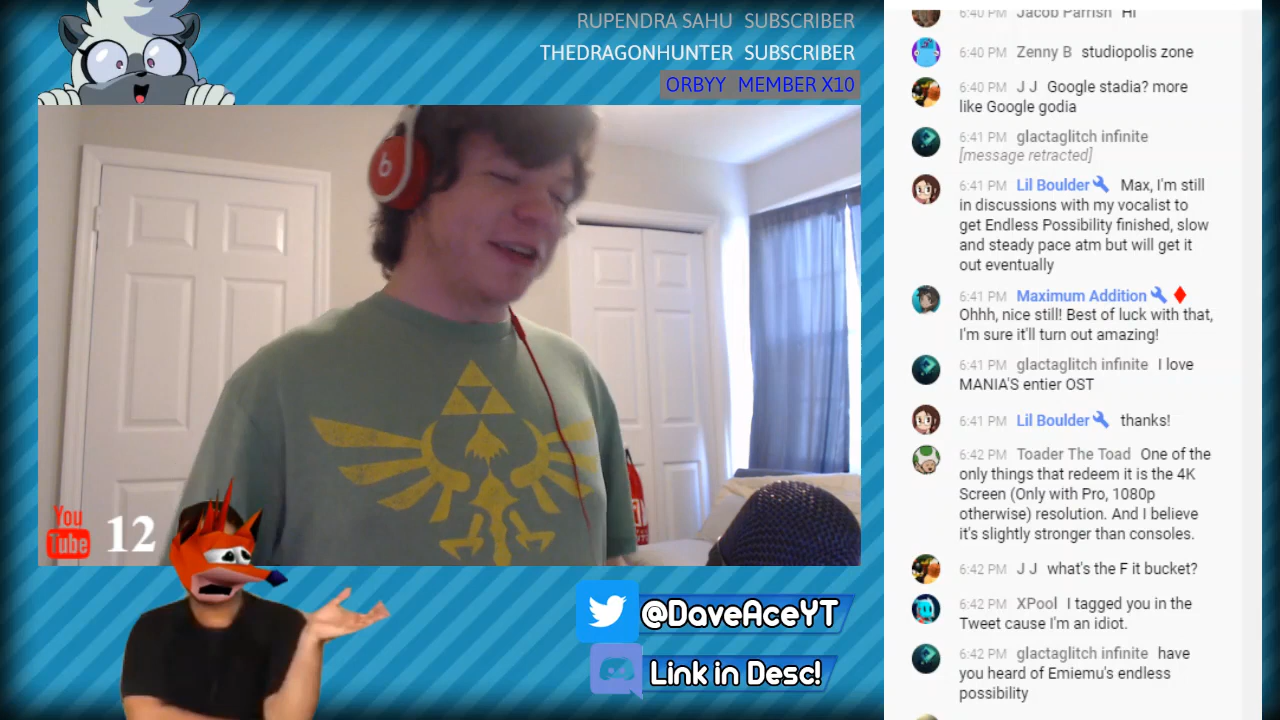 RUPENDRA SAHU SUBSCRIBER
THEDRAGONHUNTER SUBSCRIBER
ORBYY MEMBER X10
b
You
Tube 12
@DaveAceYT
Link in Desc!
6:40 PM Jacob Parrish Hi
6:40 PM Zenny B studiopolis zone
6:40 PM J J Google stadia? more
like Google godia
6:41 PM glactaglitch infinite
[message retracted]
6:41 PM Lil Boulder Max, I'm still
in discussions with my vocalist to
get Endless Possibility finished, slow
and steady pace atm but will get it
out eventually
6:41 PM Maximum Addition
Ohhh, nice still! Best of luck with that,
I'm sure it'll turn out amazing!
6:41 PM glactaglitch infinite I love
MANIA'S entier OST
6:41 PM Lil Boulder thanks!
6:42 PM Toader The Toad One of the
only things that redeem it is the 4K
Screen (Only with Pro, 1080p
otherwise) resolution. And I believe
it's slightly stronger than consoles.
6:42 PM J J what's the F it bucket?
6:42 PM XPool I tagged you in the
Tweet cause I'm an idiot.
6:42 PM glactaglitch infinite have
you heard of Emiemu's endless
possibility